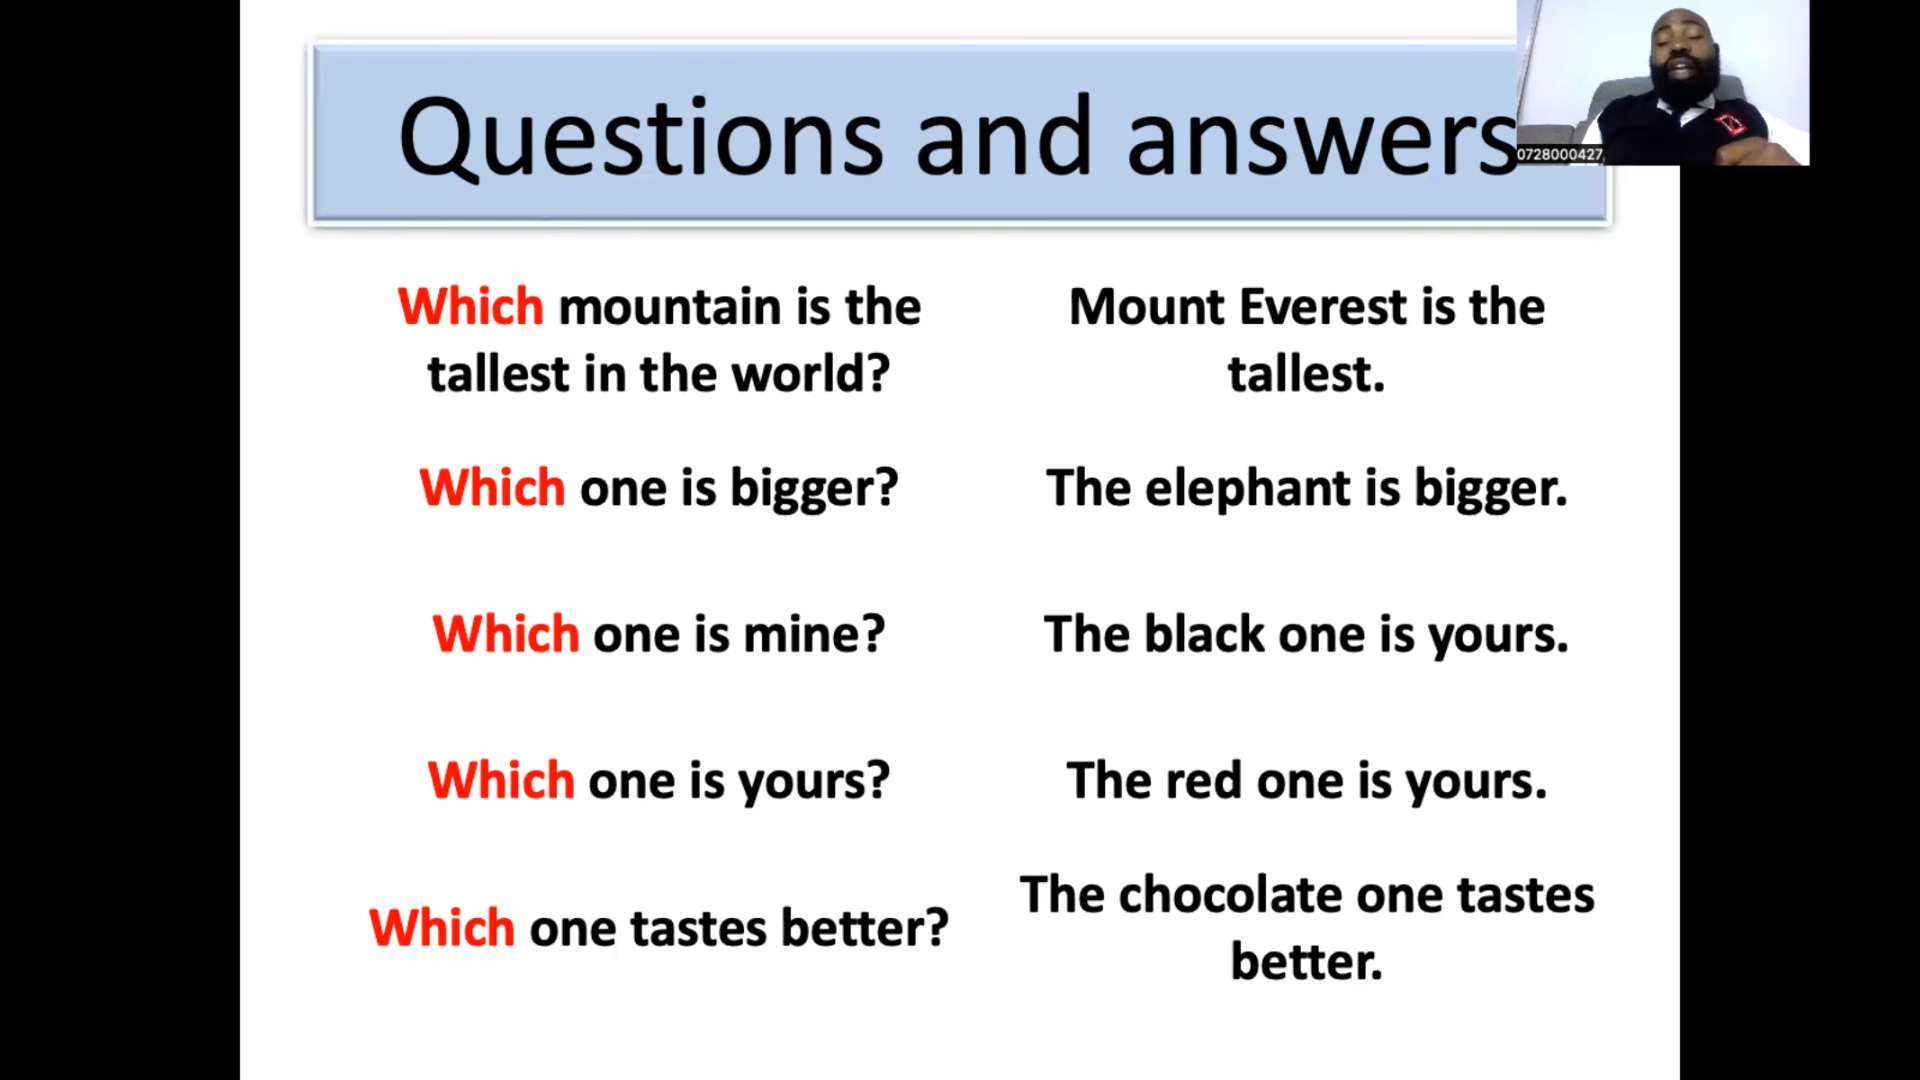 Questions and answers
0728000427
Which mountain is the
tallest in the world?
Mount Everest is the
tallest.
Which one is bigger?
The elephant is bigger.
Which one is mine?
The black one is yours.
Which one is yours?
The red one is yours.
Which one tastes better?
The chocolate one tastes
better.